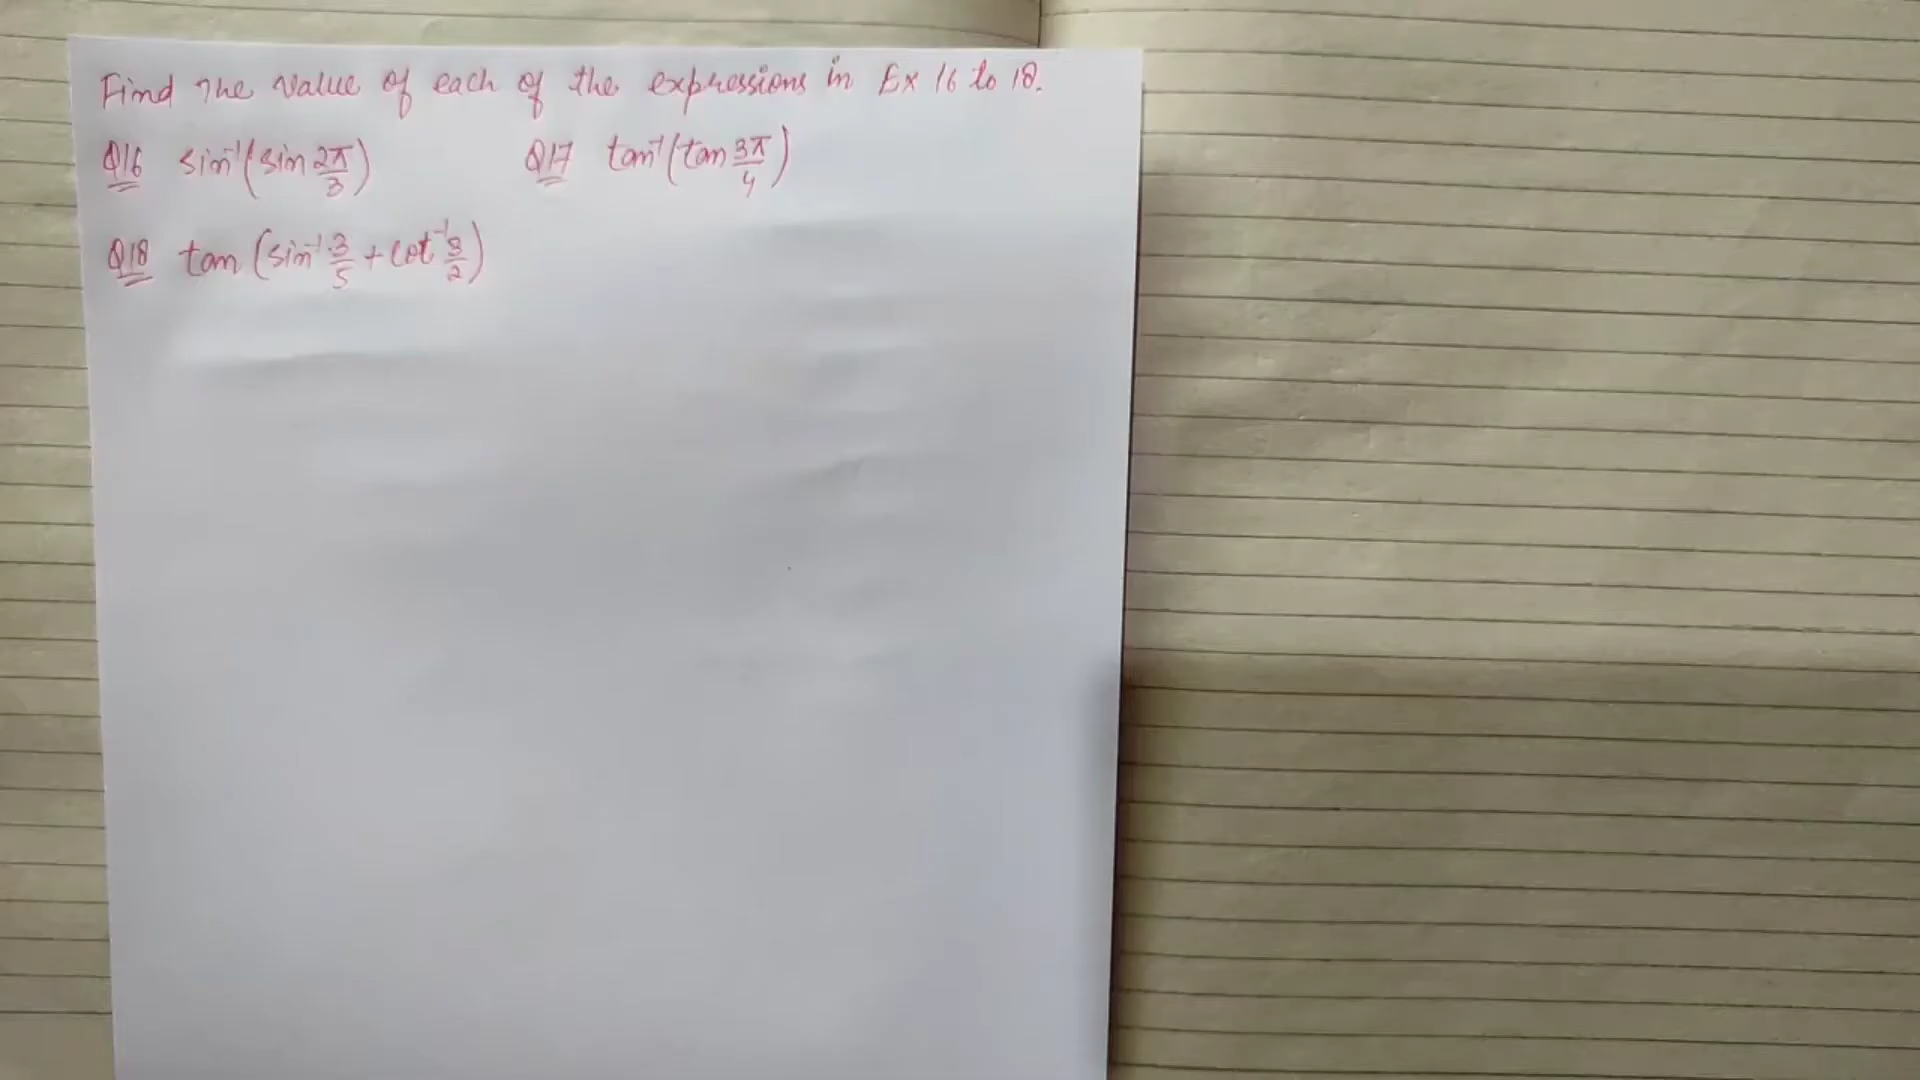 Find The Value of each of the expressions in Ex 16 to 18.
Q16 sin⁻¹(sin 2π/3) Q17 tan⁻¹(tan 3π/4)
Q18 tan (sin⁻¹ 3/5 + cot⁻¹ 3/2)